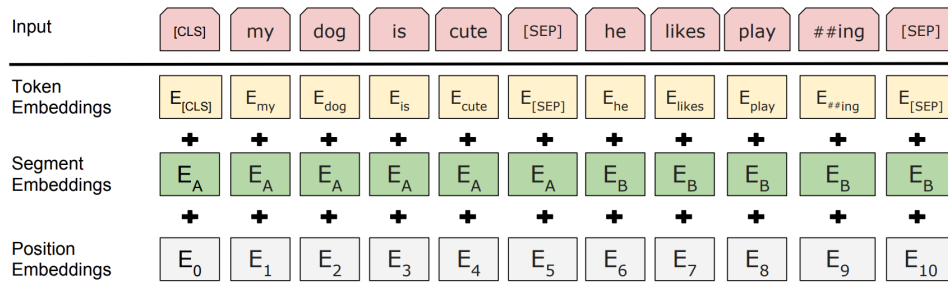 Input [CLS] my dog is cute [SEP] he likes play ##ing [SEP]
Token Embeddings E[CLS] Emy Edog Eis Ecute E[SEP] Ehe Elikes Eplay E##ing E[SEP]
+ + + + + + + + + + +
Segment Embeddings EA EA EA EA EA EA EB EB EB EB EB
+ + + + + + + + + + +
Position Embeddings E0 E1 E2 E3 E4 E5 E6 E7 E8 E9 E10